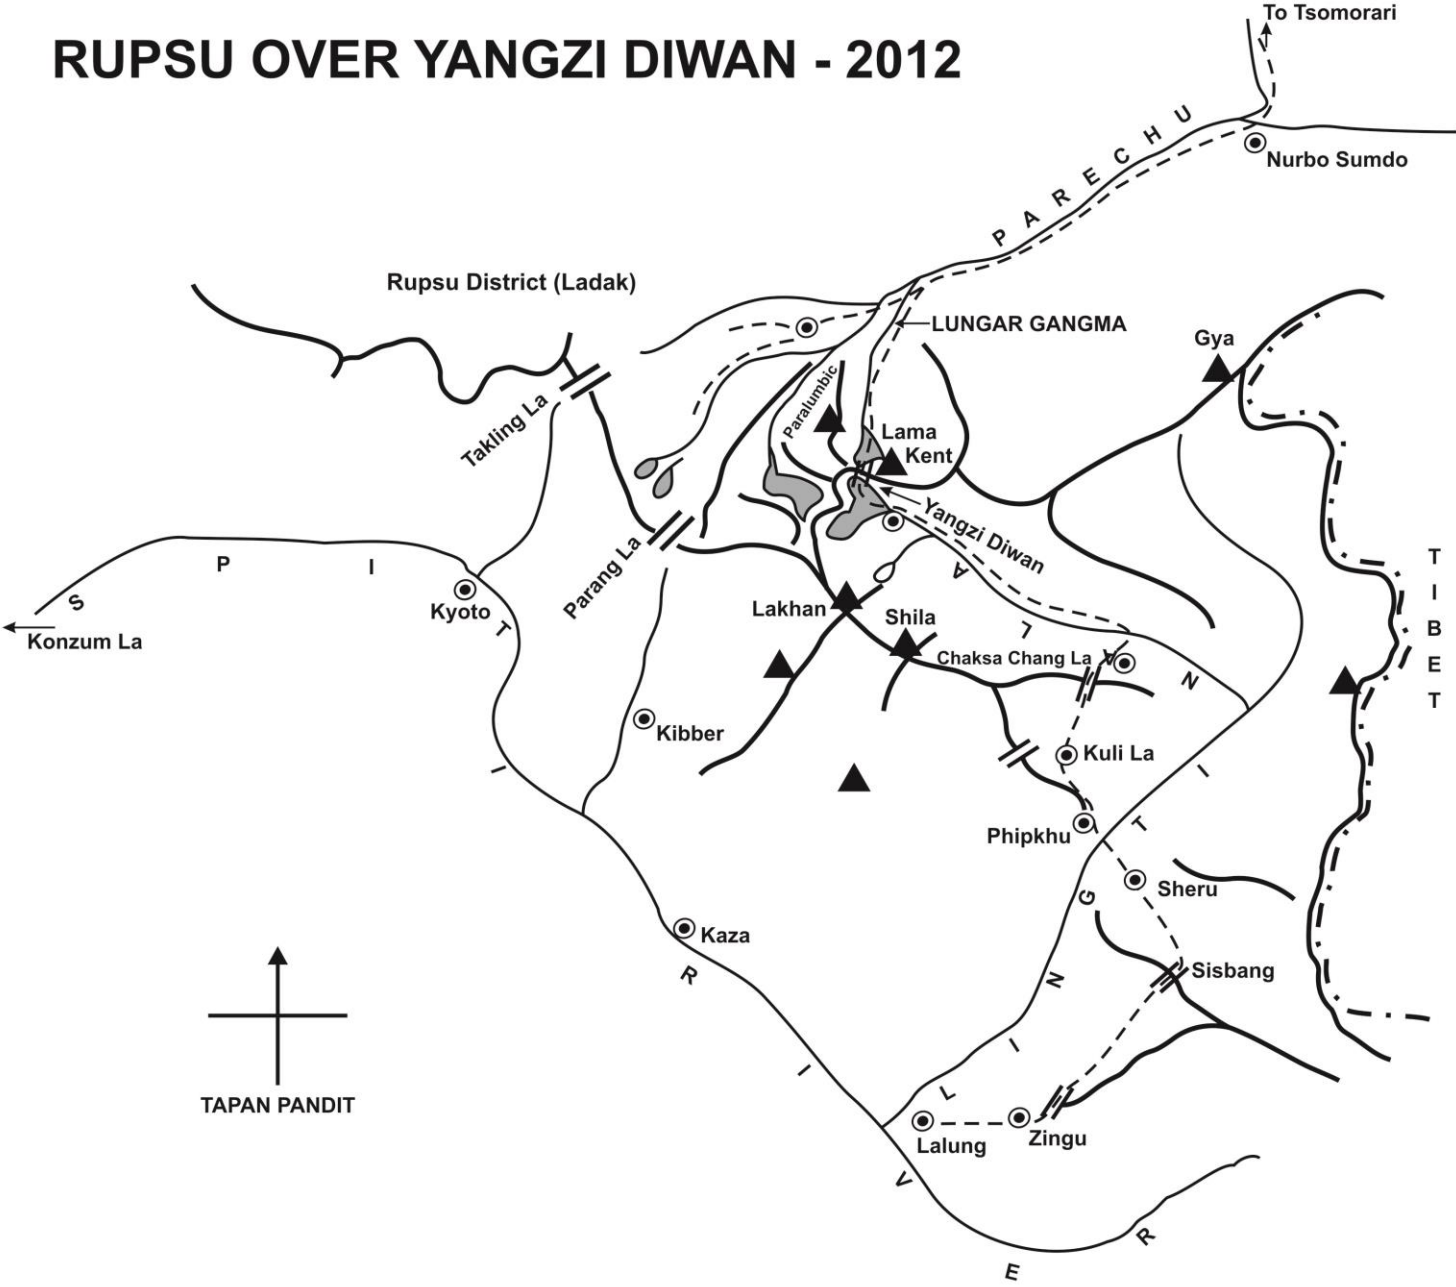 To Tsomorari
RUPSU OVER YANGZI DIWAN - 2012
PARECHU
Nurbo Sumdo
Rupsu District (Ladak)
LUNGAR GANGMA
Gya
Takling La
Paralumbic
Lama
Kent
Yangzi Diwan
Parang La
TIBET
SPITI RIVER
Kyoto
Konzum La
Lakhan
Shila
Chaksa Chang La
LALAN
Kibber
Kuli La
Phipkhu
LINGTI
Sheru
Kaza
Sisbang
TAPAN PANDIT
Lalung
Zingu